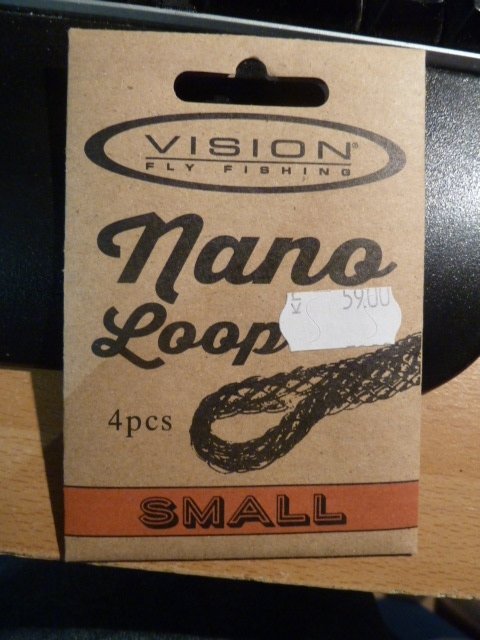 VISION®
FLY FISHING
Nano
Loop
59.00
4pcs
SMALL